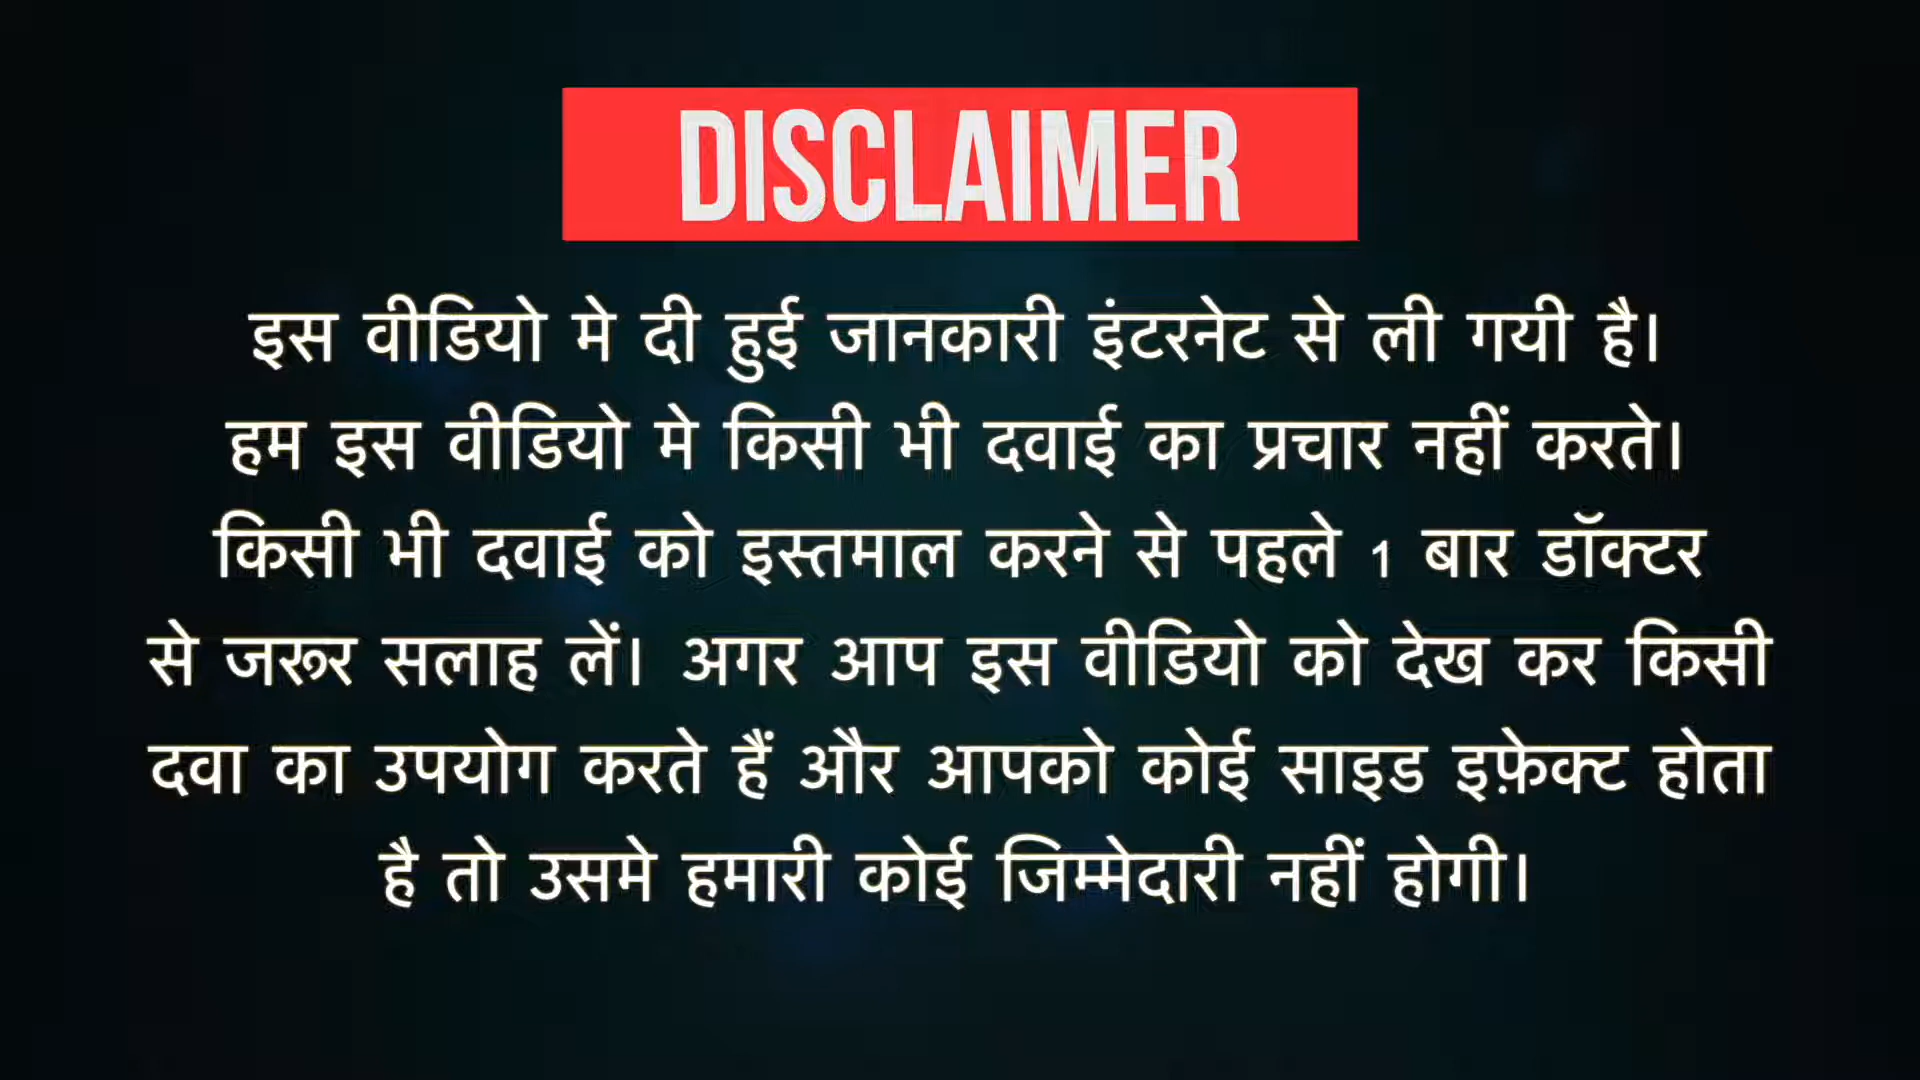 DISCLAIMER
इस वीडियो मे दी हुई जानकारी इंटरनेट से ली गयी है।
हम इस वीडियो मे किसी भी दवाई का प्रचार नहीं करते।
किसी भी दवाई को इस्तमाल करने से पहले 1 बार डॉक्टर
से जरूर सलाह लें। अगर आप इस वीडियो को देख कर किसी
दवा का उपयोग करते हैं और आपको कोई साइड इफ़ेक्ट होता
है तो उसमे हमारी कोई जिम्मेदारी नहीं होगी।